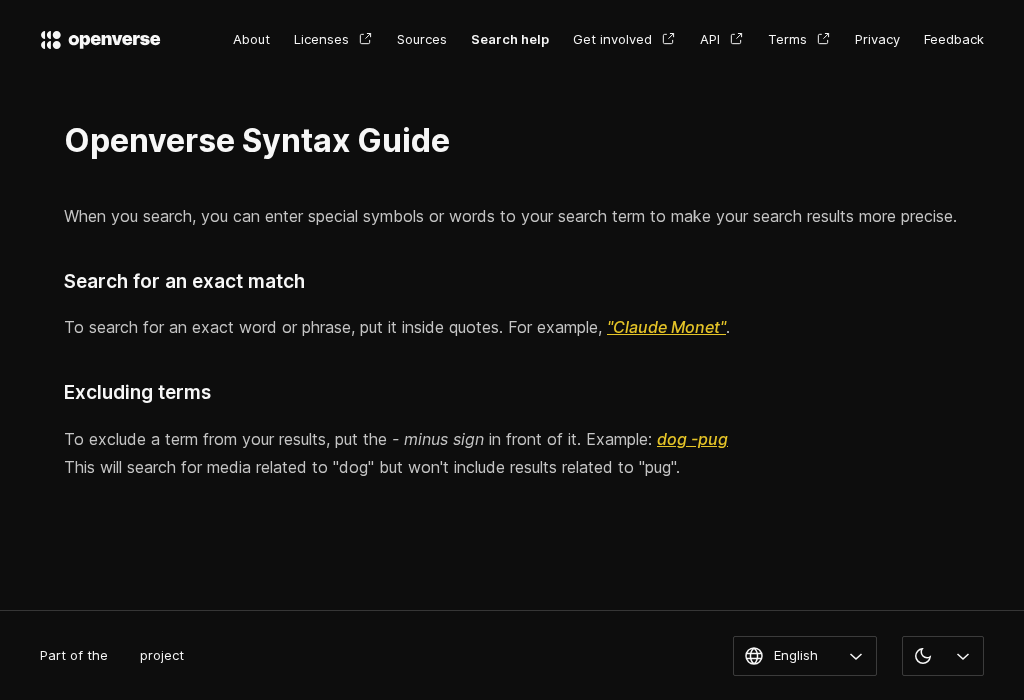 openverse About Licenses Sources Search help Get involved API Terms Privacy Feedback
Openverse Syntax Guide
When you search, you can enter special symbols or words to your search term to make your search results more precise.
Search for an exact match
To search for an exact word or phrase, put it inside quotes. For example, "Claude Monet".
Excluding terms
To exclude a term from your results, put the - minus sign in front of it. Example: dog -pug
This will search for media related to "dog" but won't include results related to "pug".
Part of the project English